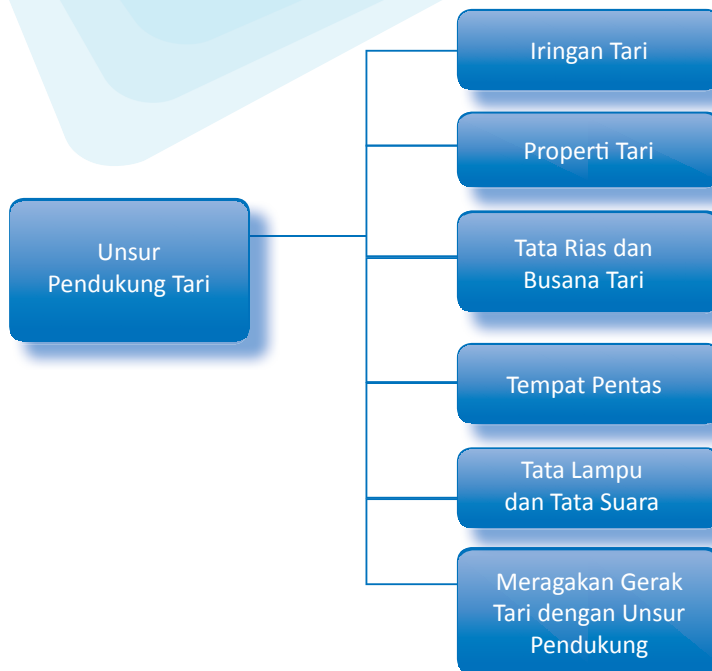 Unsur
Pendukung Tari
Iringan Tari
Properti Tari
Tata Rias dan
Busana Tari
Tempat Pentas
Tata Lampu
dan Tata Suara
Meragakan Gerak
Tari dengan Unsur
Pendukung